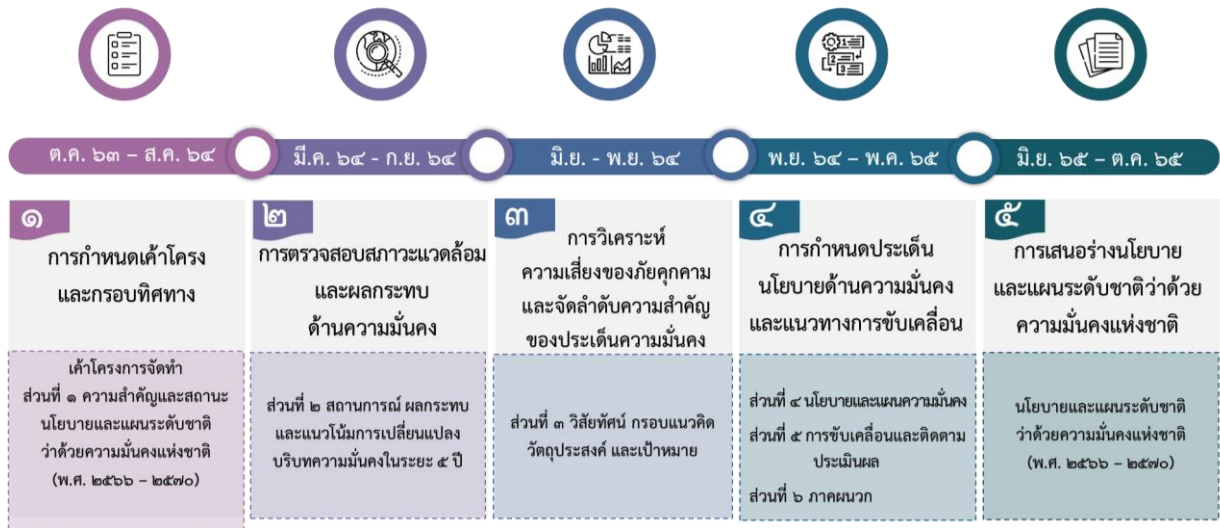 ต.ค. ๖๓ – ส.ค. ๖๔
มี.ค. ๖๔ - ก.ย. ๖๔
มิ.ย. - พ.ย. ๖๔
พ.ย. ๖๔ – พ.ค. ๖๕
มิ.ย. ๖๕ – ต.ค. ๖๕
๑
การกำหนดเค้าโครง
และกรอบทิศทาง
๒
การตรวจสอบสภาวะแวดล้อม
และผลกระทบ
ด้านความมั่นคง
๓
การวิเคราะห์
ความเสี่ยงของภัยคุกคาม
และจัดลำดับความสำคัญ
ของประเด็นความมั่นคง
๔
การกำหนดประเด็น
นโยบายด้านความมั่นคง
และแนวทางการขับเคลื่อน
๕
การเสนอร่างนโยบาย
และแผนระดับชาติว่าด้วย
ความมั่นคงแห่งชาติ
เค้าโครงการจัดทำ
ส่วนที่ ๑ ความสำคัญและสถานะ
นโยบายและแผนระดับชาติ
ว่าด้วยความมั่นคงแห่งชาติ
(พ.ศ. ๒๕๖๖ – ๒๕๗๐)
ส่วนที่ ๒ สถานการณ์ ผลกระทบ
และแนวโน้มการเปลี่ยนแปลง
บริบทความมั่นคงในระยะ ๕ ปี
ส่วนที่ ๓ วิสัยทัศน์ กรอบแนวคิด
วัตถุประสงค์ และเป้าหมาย
ส่วนที่ ๔ นโยบายและแผนความมั่นคง
ส่วนที่ ๕ การขับเคลื่อนและติดตาม
ประเมินผล
ส่วนที่ ๖ ภาคผนวก
นโยบายและแผนระดับชาติ
ว่าด้วยความมั่นคงแห่งชาติ
(พ.ศ. ๒๕๖๖ – ๒๕๗๐)